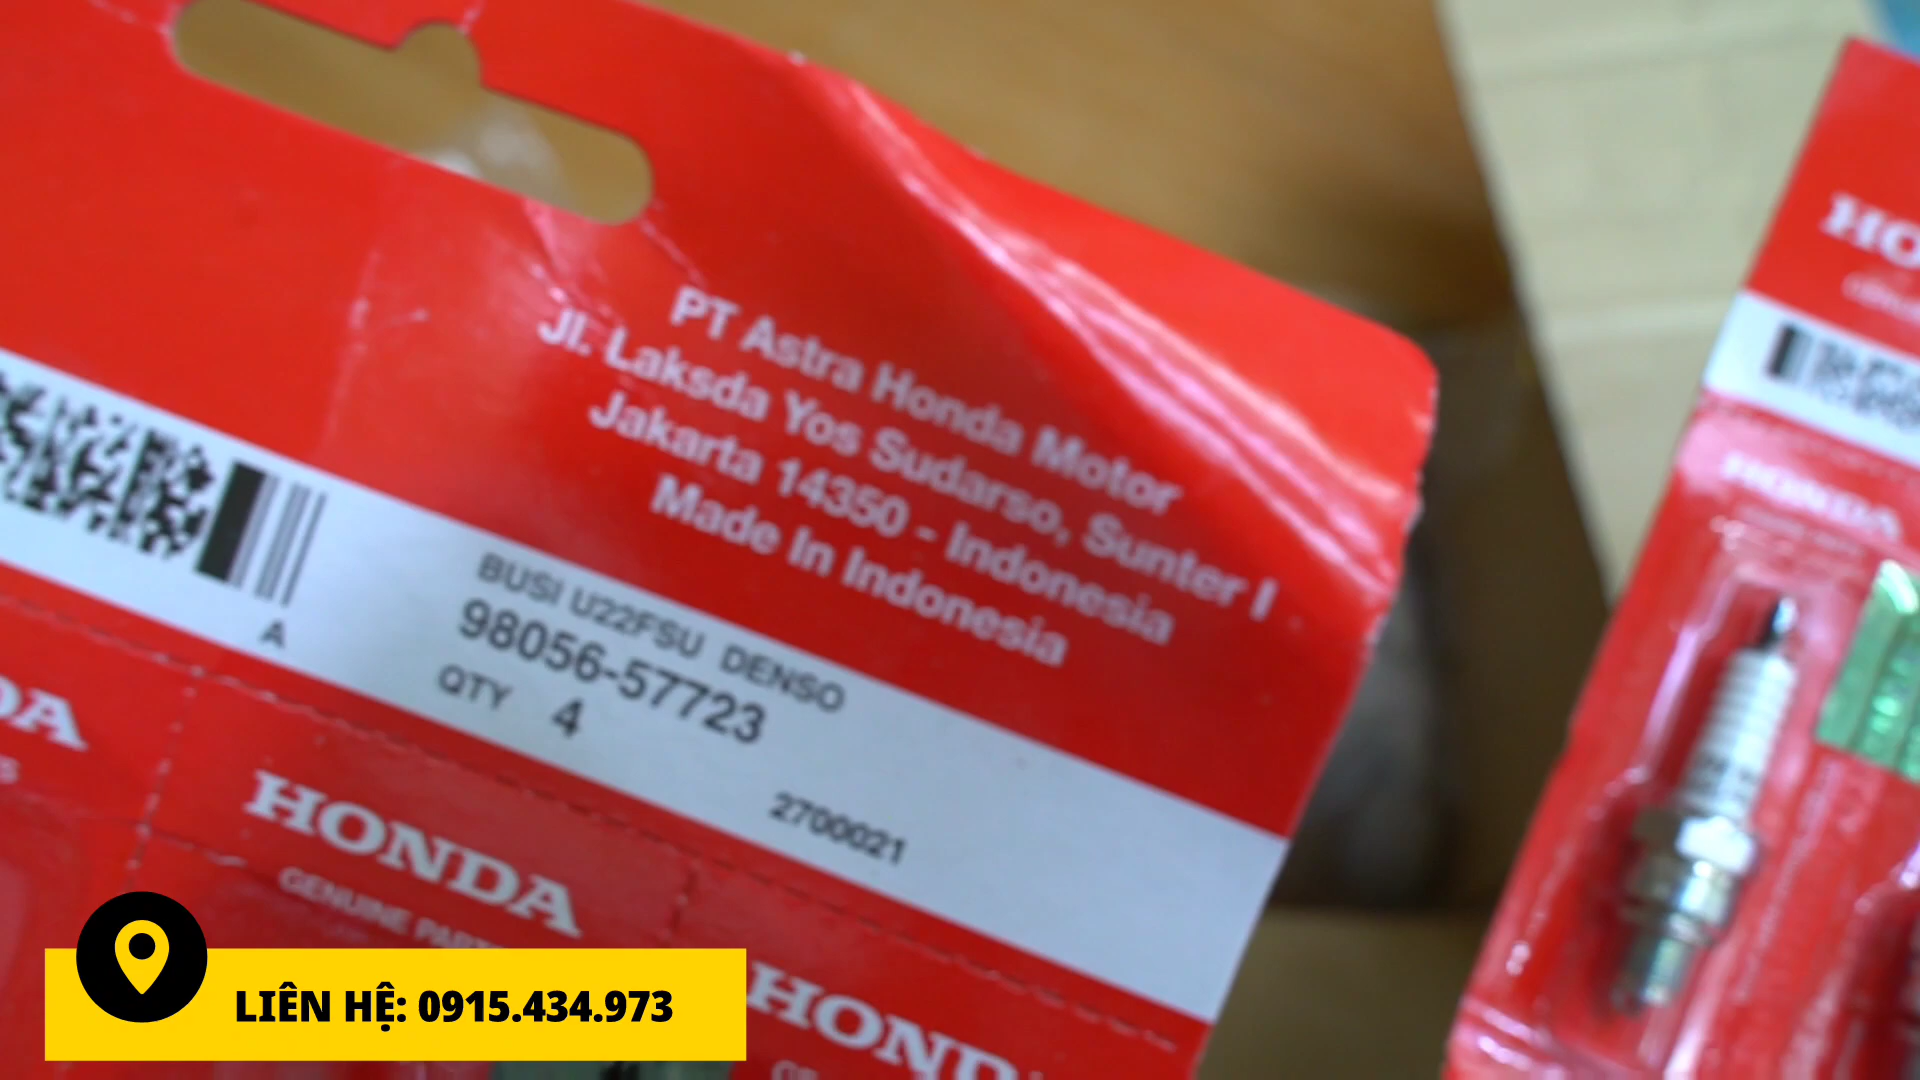 PT Astra Honda Motor
Jl. Laksda Yos Sudarso, Sunter I
Jakarta 14350 - Indonesia
Made In Indonesia
A
BUSI U22FSU DENSO
98056-57723
QTY 4
2700021
HONDA
GENUINE
HONDA
LIÊN HỆ: 0915.434.973